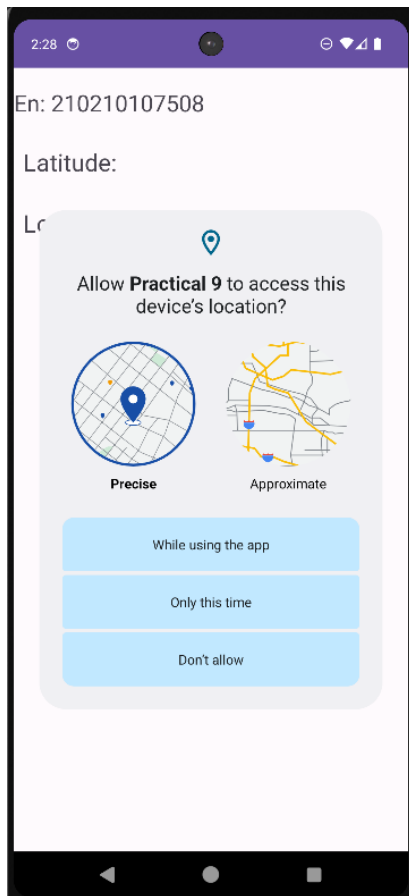 2:28
En: 210210107508
Latitude:
Lo
Allow Practical 9 to access this
device's location?
Precise
Approximate
While using the app
Only this time
Don't allow